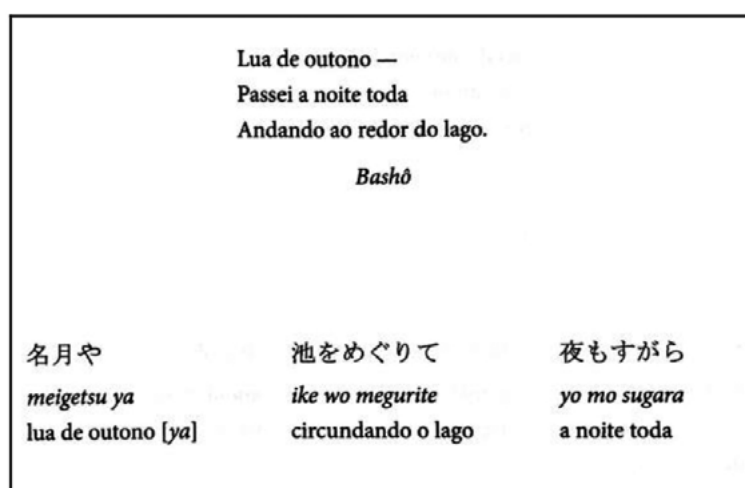 Lua de outono —
Passei a noite toda
Andando ao redor do lago.
Bashô
名月や 池をめぐりて 夜もすがら
meigetsu ya ike wo megurite yo mo sugara
lua de outono [ya] circundando o lago a noite toda